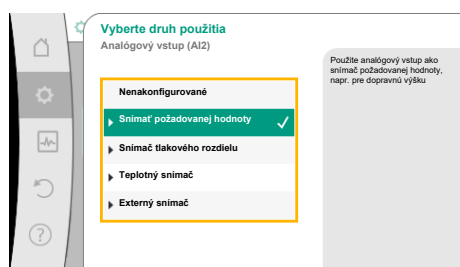 Vyberte druh použitia
Analógový vstup (AI2)
Nenakonfigurované
Snímať požadovanej hodnoty
Snímač tlakového rozdielu
Teplotný snímač
Externý snímač
Použite analógový vstup ako
snímač požadovanej hodnoty,
napr. pre dopravnú výšku
?